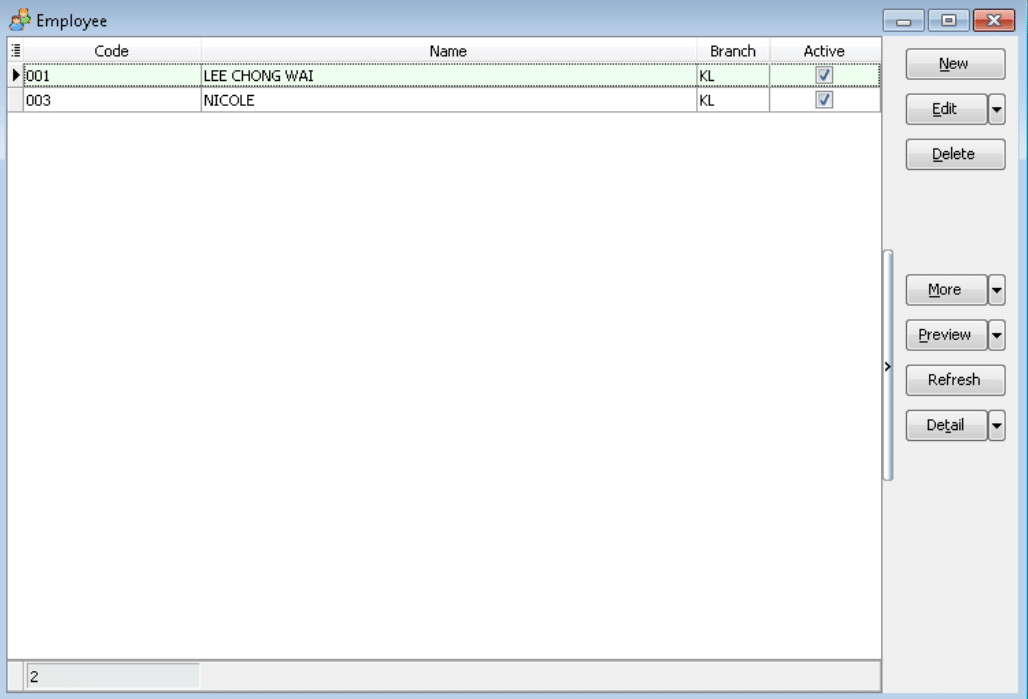 Employee
Code Name Branch Active
001 LEE CHONG WAI KL
003 NICOLE KL
2
New
Edit
Delete
More
Preview
Refresh
Detail